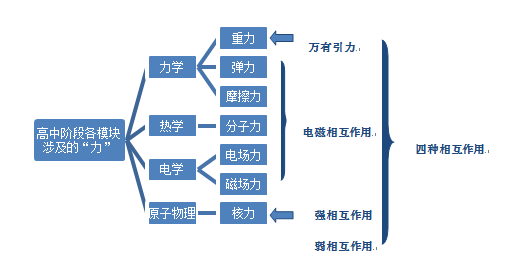 高中阶段各模块
涉及的“力”
力学
热学
电学
原子物理
重力
弹力
摩擦力
分子力
电场力
磁场力
核力
万有引力.
电磁相互作用.
强相互作用
弱相互作用.
四种相互作用.